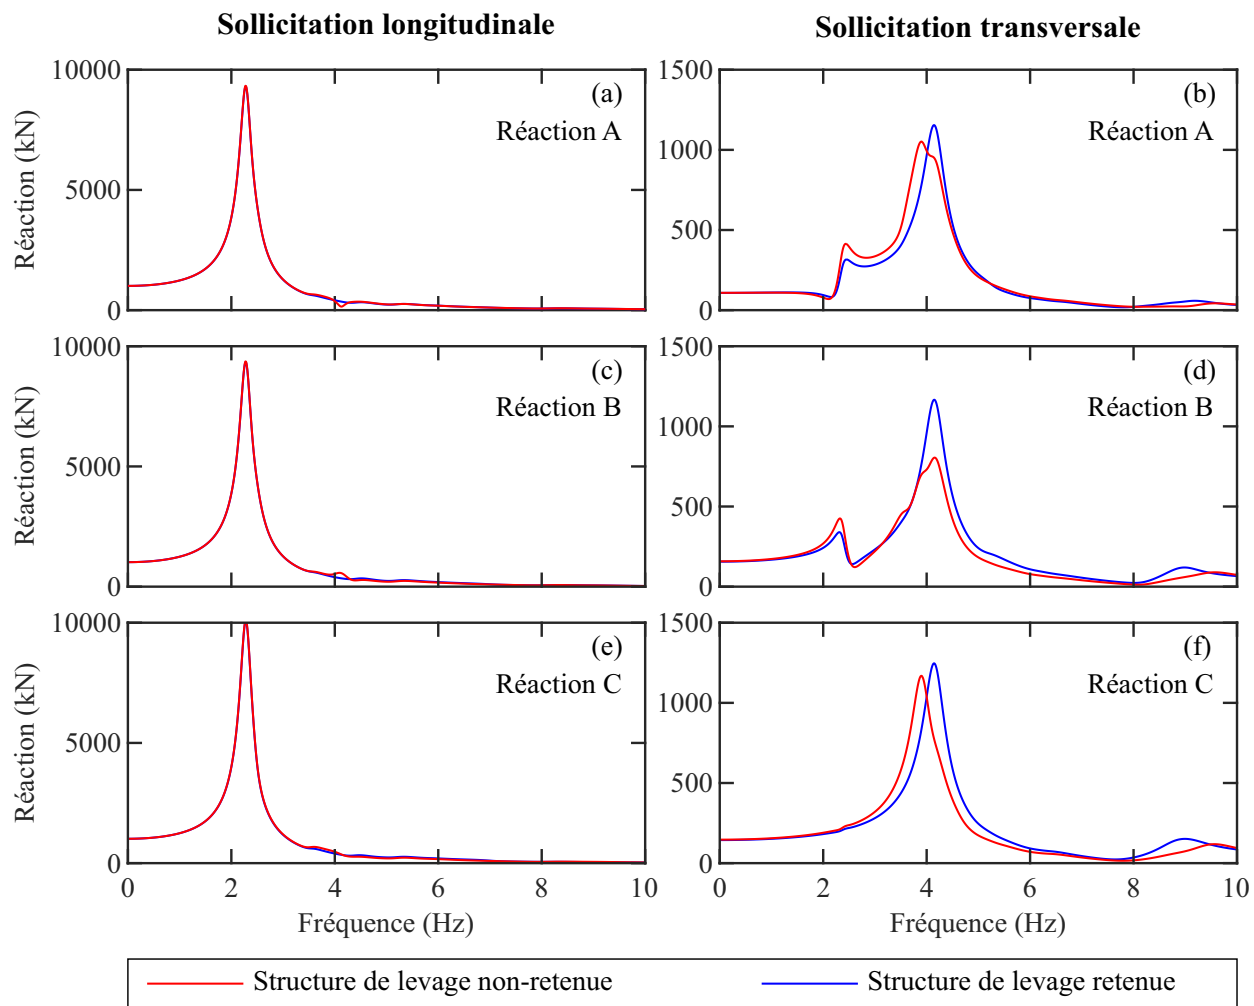 Sollicitation longitudinale
Sollicitation transversale
10000
5000
0
Réaction (kN)
(a)
Réaction A
1500
1000
500
0
(b)
Réaction A
10000
5000
0
Réaction (kN)
(c)
Réaction B
1500
1000
500
0
(d)
Réaction B
10000
5000
0
Réaction (kN)
(e)
Réaction C
0 2 4 6 8 10
Fréquence (Hz)
1500
1000
500
0
(f)
Réaction C
0 2 4 6 8 10
Fréquence (Hz)
Structure de levage non-retenue
Structure de levage retenue